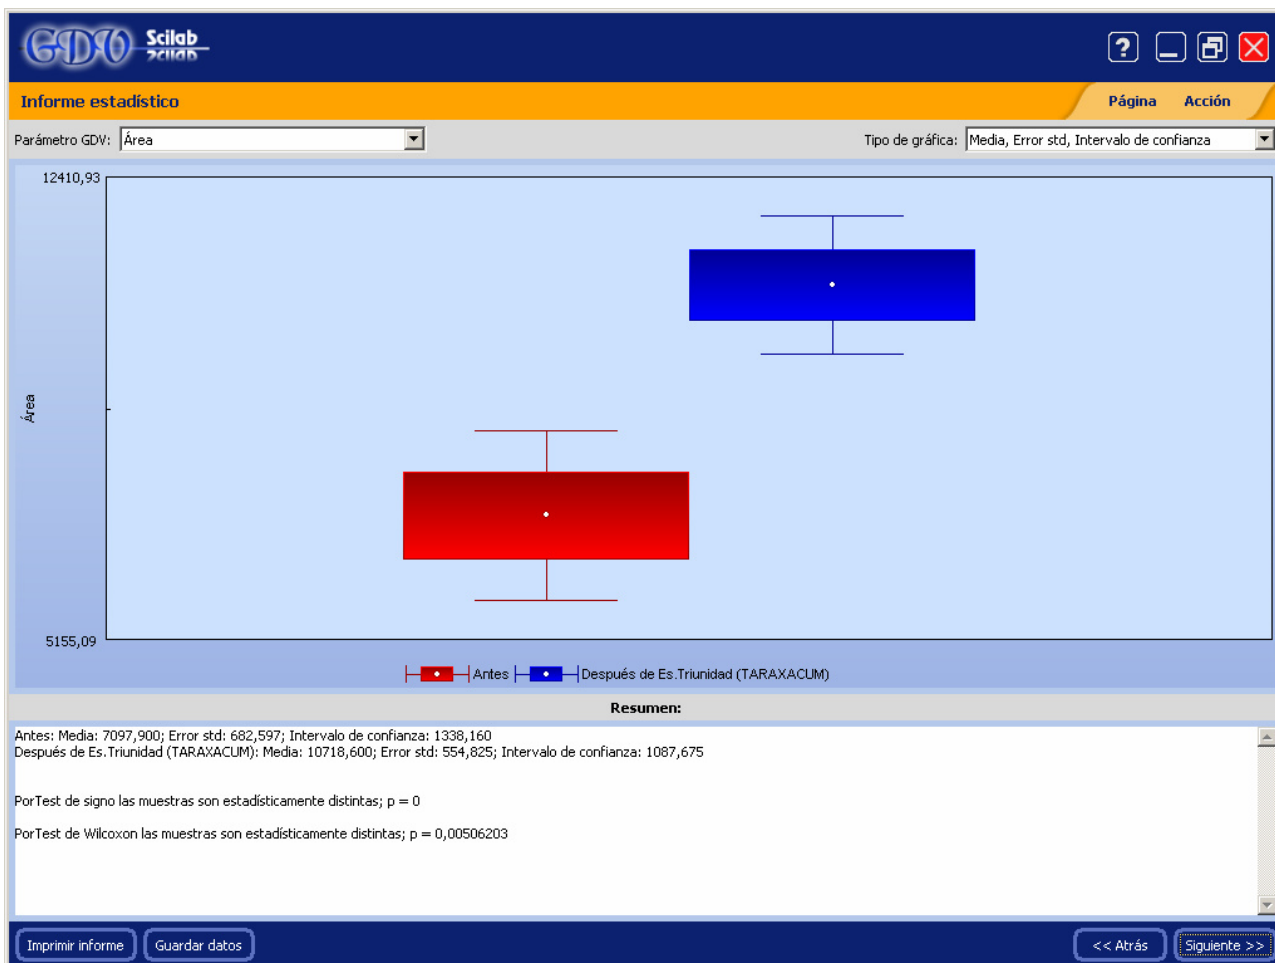 GDV Scilab
Informe estadístico
Página Acción
Parámetro GDV: Área
Tipo de gráfica: Media, Error std, Intervalo de confianza
12410,93
Área
5155,09
Antes Después de Es.Triunidad (TARAXACUM)
Resumen:
Antes: Media: 7097,900; Error std: 682,597; Intervalo de confianza: 1338,160
Después de Es.Triunidad (TARAXACUM): Media: 10718,600; Error std: 554,825; Intervalo de confianza: 1087,675
PorTest de signo las muestras son estadísticamente distintas; p = 0
PorTest de Wilcoxon las muestras son estadísticamente distintas; p = 0,00506203
Imprimir informe Guardar datos << Atrás Siguiente >>